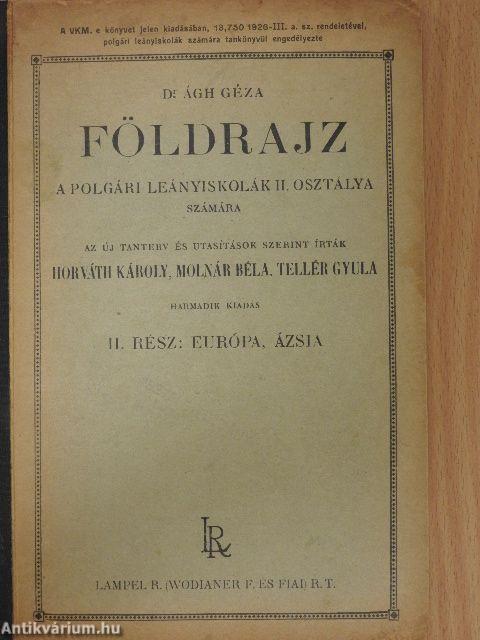 A VKM. e könyvet jelen kiadásában, 18,750 1926-III. a. sz. rendeletével,
polgári leányiskolák számára tankönyvül engedélyezte
Dr ÁGH GÉZA
FÖLDRAJZ
A POLGÁRI LEÁNYISKOLÁK II. OSZTÁLYA
SZÁMÁRA
AZ ÚJ TANTERV ÉS UTASÍTÁSOK SZERINT ÍRTÁK
HORVÁTH KÁROLY, MOLNÁR BÉLA, TELLÉR GYULA
HARMADIK KIADÁS
II. RÉSZ: EURÓPA, ÁZSIA
LR
LAMPEL R. (WODIANER F. ÉS FIAI) R. T.
Antikvárium.hu